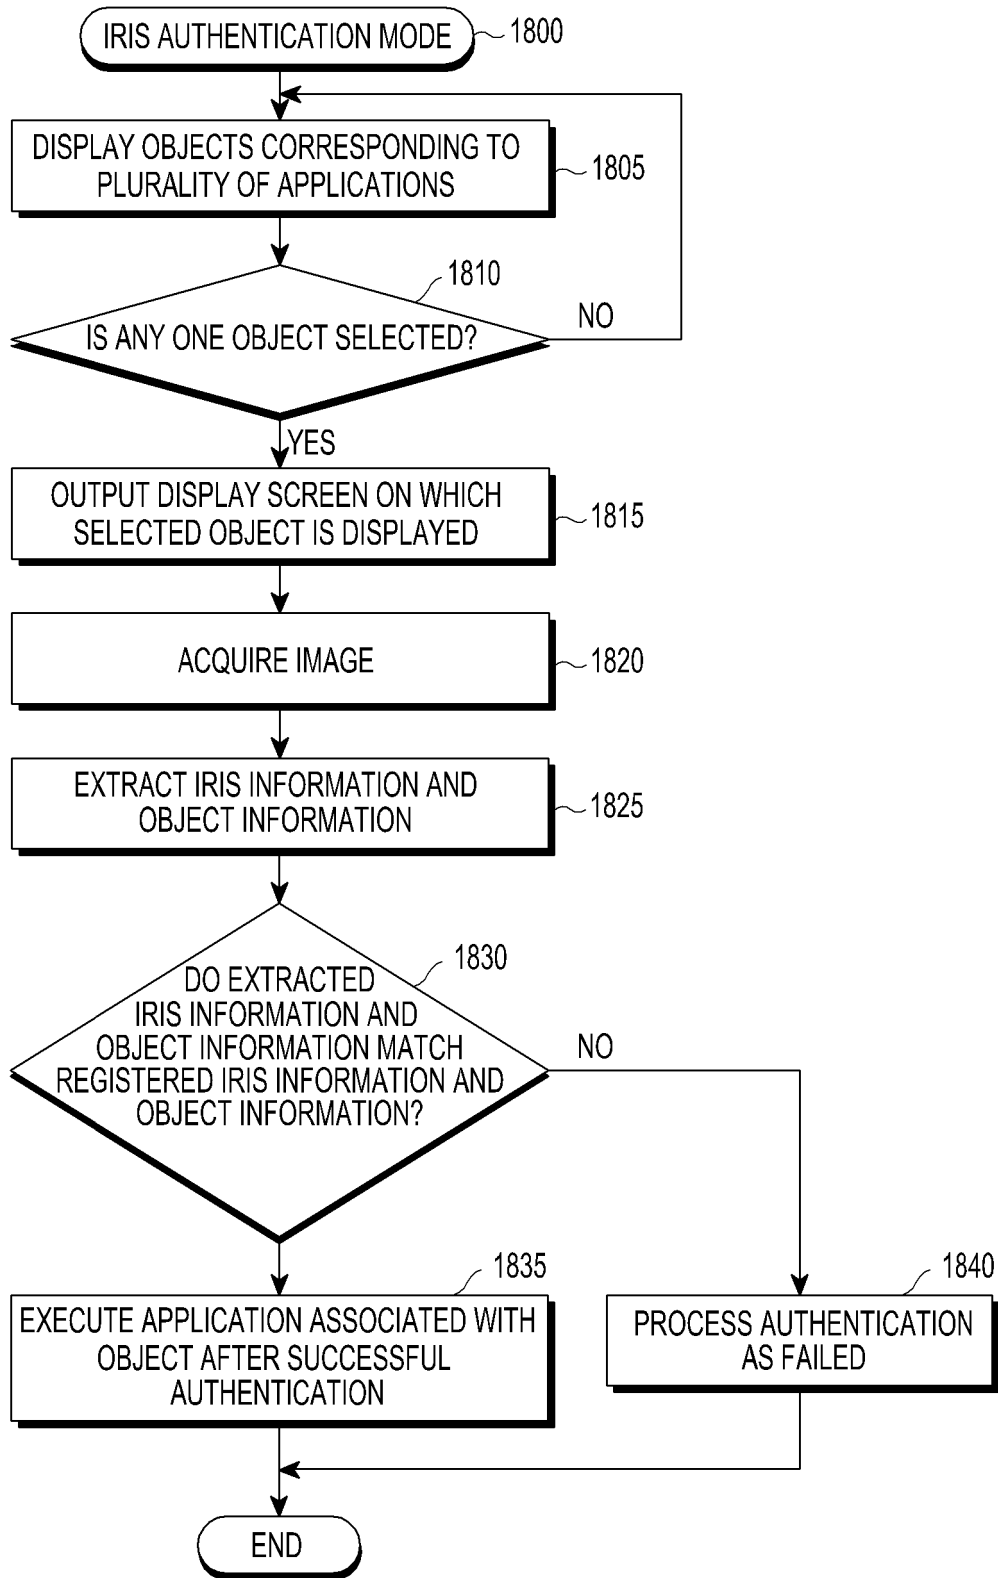 IRIS AUTHENTICATION MODE
1800
DISPLAY OBJECTS CORRESPONDING TO
PLURALITY OF APPLICATIONS
1805
1810
IS ANY ONE OBJECT SELECTED?
NO
YES
OUTPUT DISPLAY SCREEN ON WHICH
SELECTED OBJECT IS DISPLAYED
1815
ACQUIRE IMAGE
1820
EXTRACT IRIS INFORMATION AND
OBJECT INFORMATION
1825
1830
DO EXTRACTED
IRIS INFORMATION AND
OBJECT INFORMATION MATCH
REGISTERED IRIS INFORMATION AND
OBJECT INFORMATION?
NO
1835
EXECUTE APPLICATION ASSOCIATED WITH
OBJECT AFTER SUCCESSFUL
AUTHENTICATION
1840
PROCESS AUTHENTICATION
AS FAILED
END